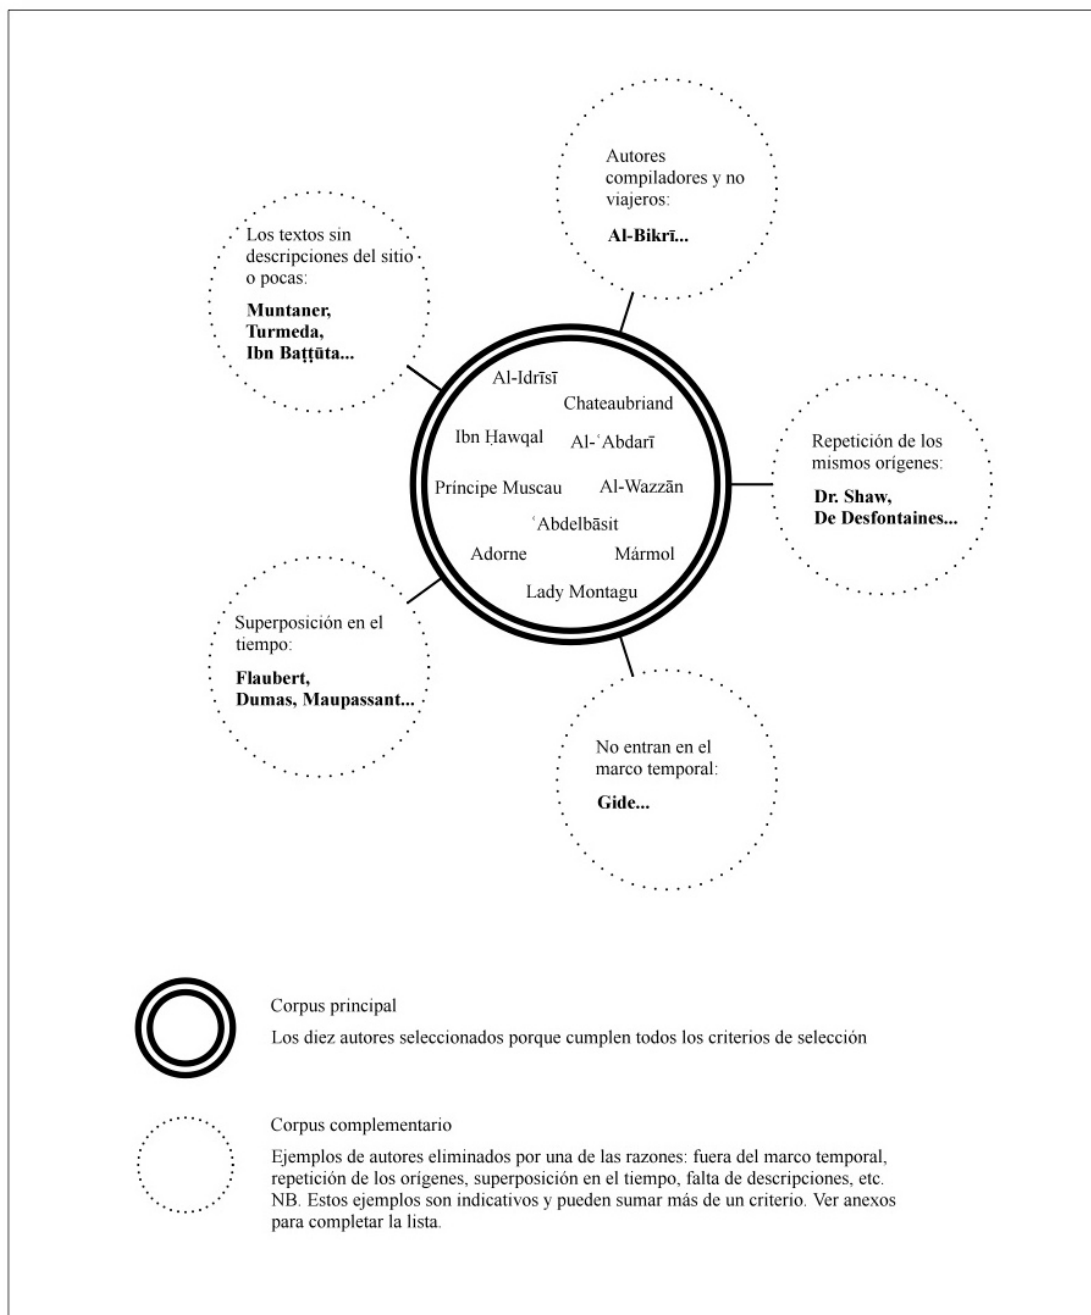 Autores
compiladores y no
viajeros:
Al-Bikrī...
Los textos sin
descripciones del sitio
o pocas:
Muntaner,
Turmeda,
Ibn Baṭṭūta...
Al-Idrīsī
Chateaubriand
Ibn Ḥawqal
Al-ʿAbdarī
Príncipe Muscau
Al-Wazzān
ʿAbdelbāsit
Adorne
Mármol
Lady Montagu
Repetición de los
mismos orígenes:
Dr. Shaw,
De Desfontaines...
Superposición en el
tiempo:
Flaubert,
Dumas, Maupassant...
No entran en el
marco temporal:
Gide...
Corpus principal
Los diez autores seleccionados porque cumplen todos los criterios de selección
Corpus complementario
Ejemplos de autores eliminados por una de las razones: fuera del marco temporal,
repetición de los orígenes, superposición en el tiempo, falta de descripciones, etc.
NB. Estos ejemplos son indicativos y pueden sumar más de un criterio. Ver anexos
para completar la lista.